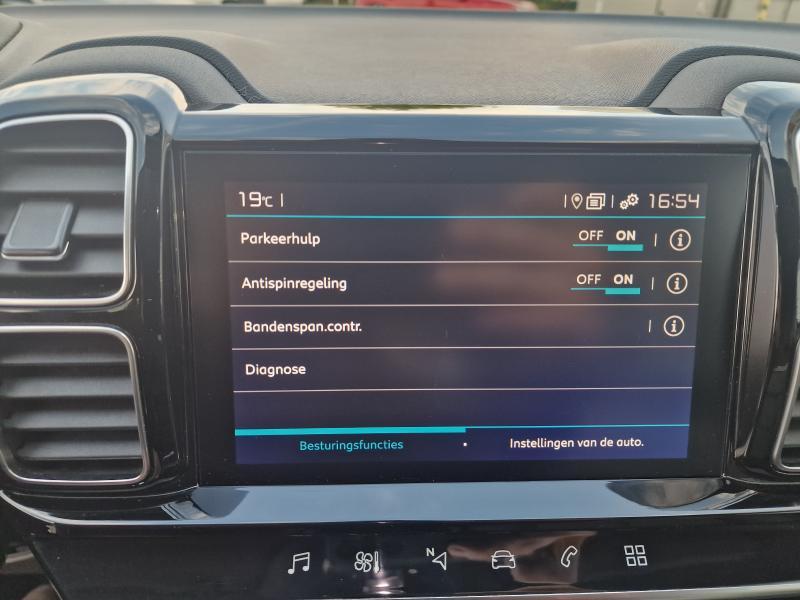 19°C 16:54
Parkeerhulp OFF ON
Antispinregeling OFF ON
Bandenspan.contr.
Diagnose
Besturingsfuncties Instellingen van de auto.
N